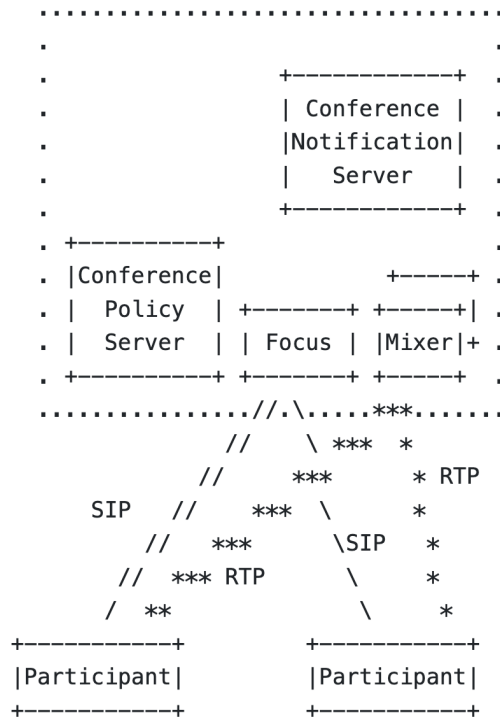 Conference
Notification
Server
Conference
Policy
Server
Focus
Mixer
RTP
SIP
SIP
RTP
Participant
Participant